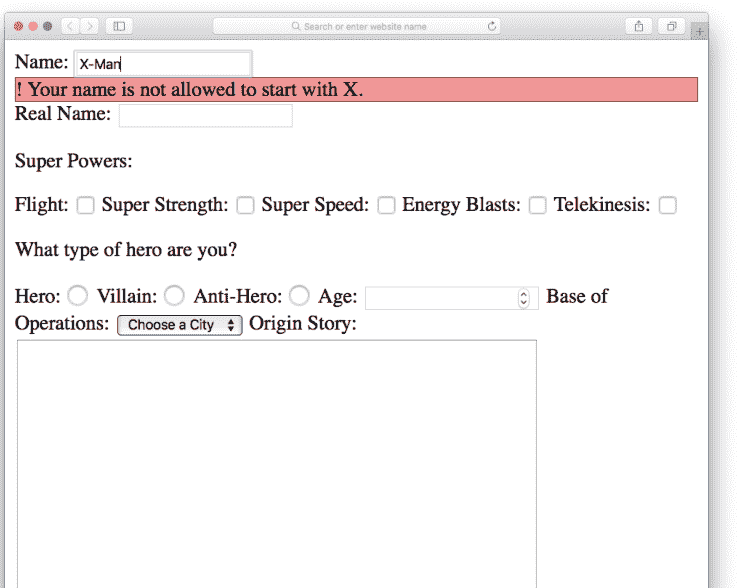 Search or enter website name
Name: X-Man
! Your name is not allowed to start with X.
Real Name:
Super Powers:
Flight: Super Strength: Super Speed: Energy Blasts: Telekinesis:
What type of hero are you?
Hero: Villain: Anti-Hero: Age: Base of
Operations: Choose a City Origin Story: